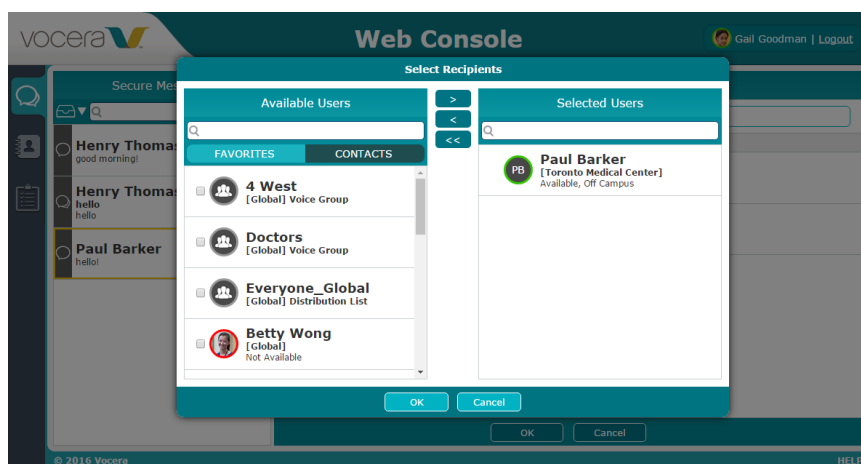 vocera
Web Console
Gail Goodman | Logout
Select Recipients
Secure Mes
Henry Thomas
good morning!
Henry Thomas
hello
hello
Paul Barker
hello!
Available Users
FAVORITES CONTACTS
4 West
[Global] Voice Group
Doctors
[Global] Voice Group
Everyone_Global
[Global] Distribution List
Betty Wong
[Global]
Not Available
>
<
<<
Selected Users
PB
Paul Barker
[Toronto Medical Center]
Available, Off Campus
OK Cancel
OK Cancel
© 2016 Vocera
HELP